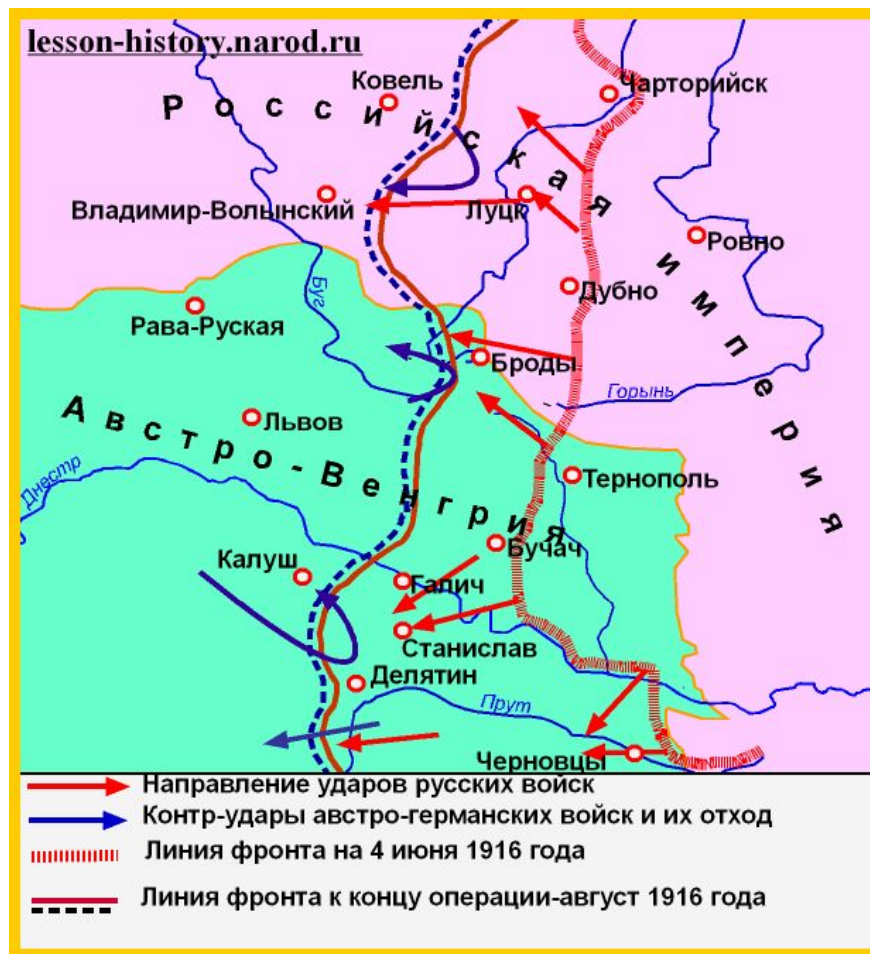 lesson-history.narod.ru
Ковель
Чарторийск
Российская империя
Владимир-Волынский
Луцк
Ровно
Буг
Дубно
Рава-Руская
Броды
Горынь
Австро-Венгрия
Львов
Днестр
Тернополь
Бучач
Калуш
Галич
Станислав
Делятин
Прут
Черновцы
Направление ударов русских войск
Контр-удары австро-германских войск и их отход
Линия фронта на 4 июня 1916 года
Линия фронта к концу операции-август 1916 года